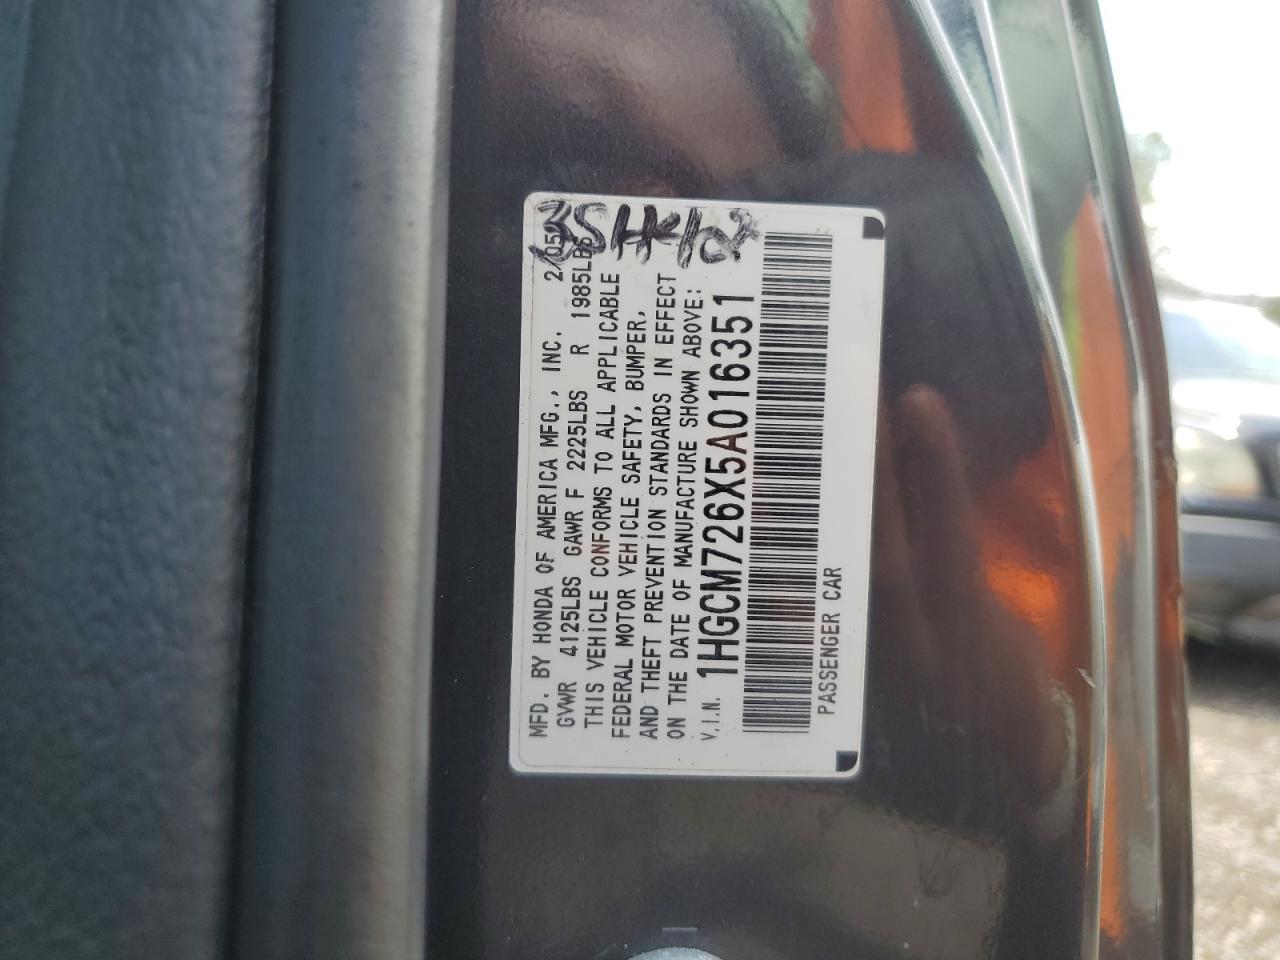 MFD. BY HONDA OF AMERICA MFG., INC. 2/05
GVWR 4125LBS GAWR F 2225LBS R 1985LBS
THIS VEHICLE CONFORMS TO ALL APPLICABLE
FEDERAL MOTOR VEHICLE SAFETY, BUMPER,
AND THEFT PREVENTION STANDARDS IN EFFECT
ON THE DATE OF MANUFACTURE SHOWN ABOVE:
V.I.N. 1HGCM726X5A016351
PASSENGER CAR